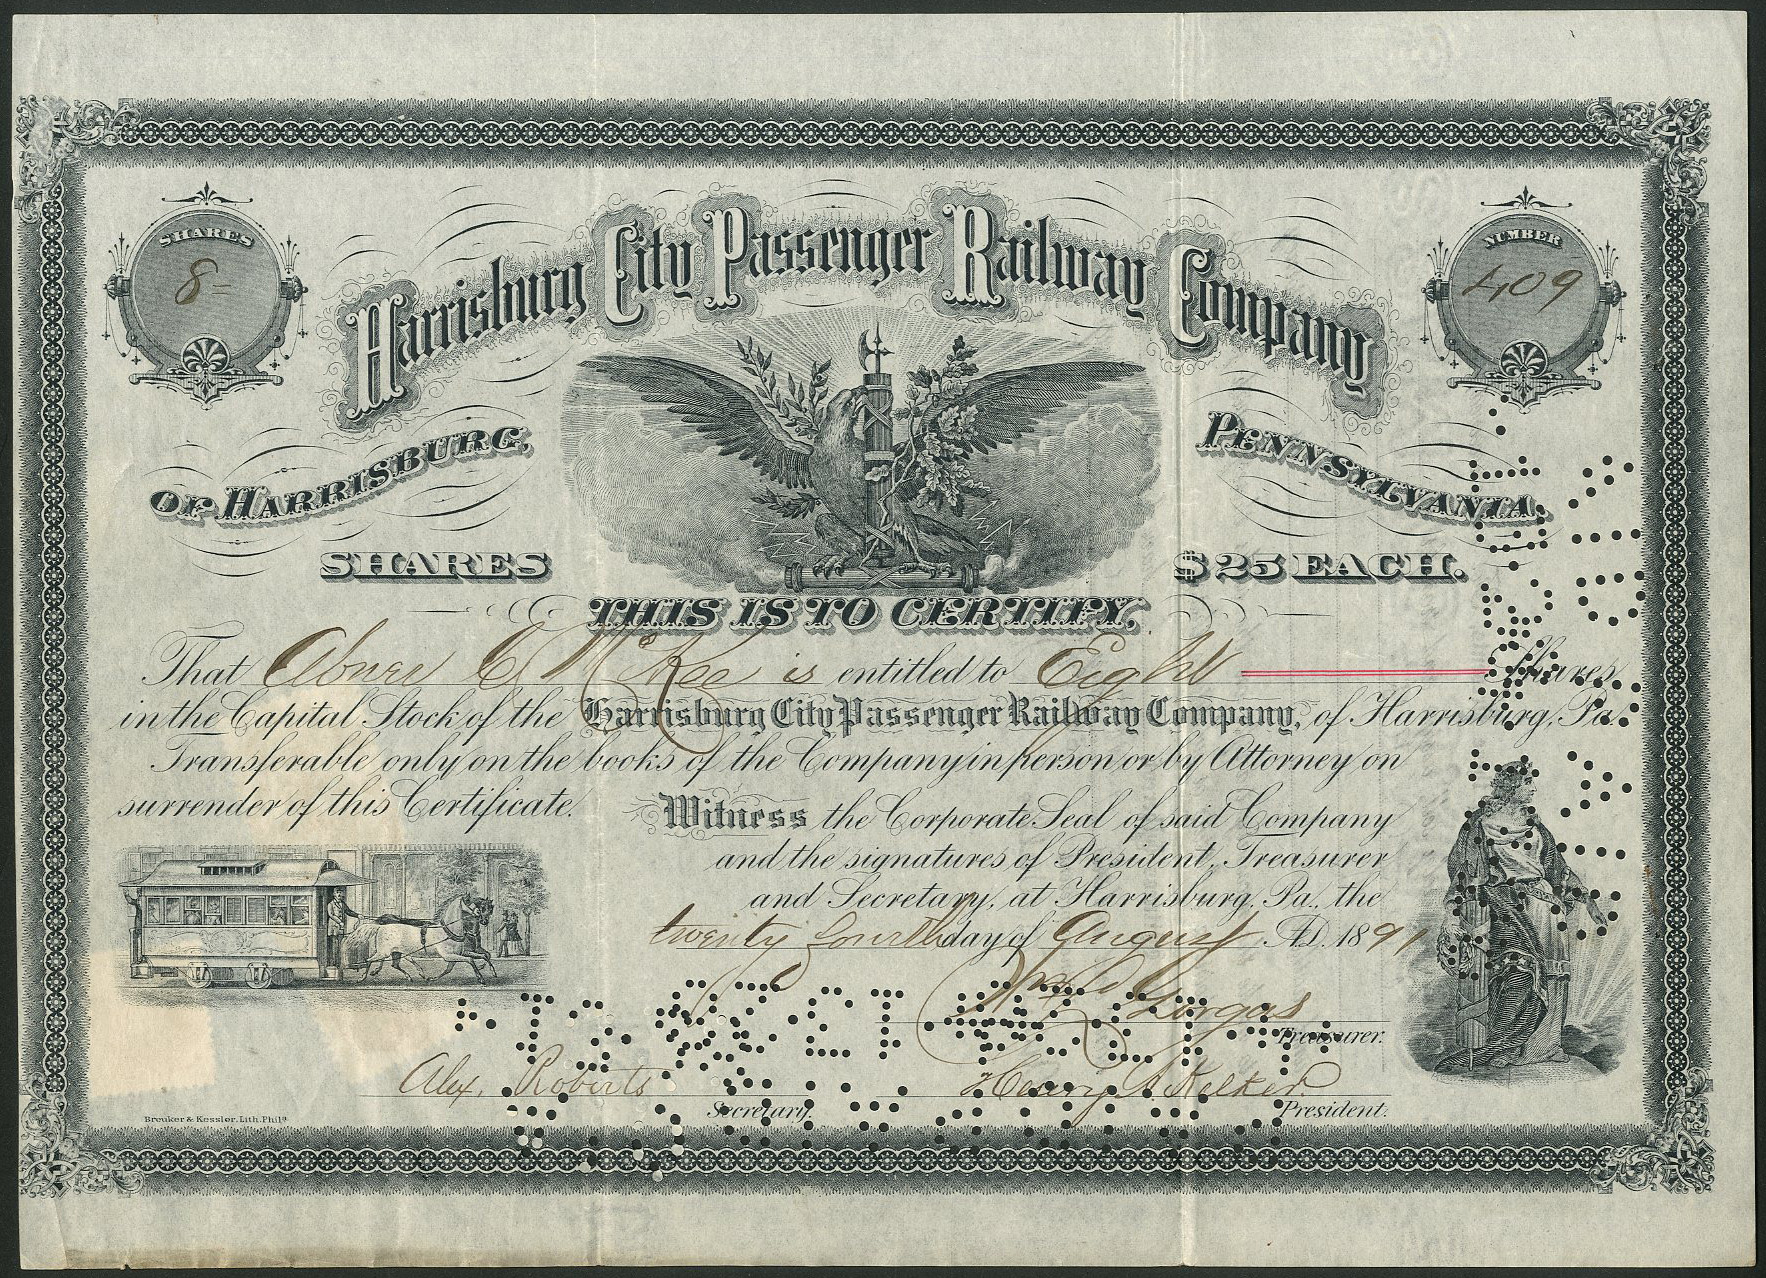 SHARES
8-
NUMBER
409
Harrisburg City Passenger Railway Company
OF HARRISBURG, PENNSYLVANIA.
SHARES $25 EACH.
THIS IS TO CERTIFY,
That Abner C McKee is entitled to Eight Shares
in the Capital Stock of the Harrisburg City Passenger Railway Company, of Harrisburg, Pa.
Transferable only on the books of the Company in person or by Attorney on
surrender of this Certificate.
Witness the Corporate Seal of said Company
and the signatures of President, Treasurer
and Secretary, at Harrisburg, Pa. the
twenty fourth day of August A.D. 1891
Gorgas
Treasurer.
Alex. Roberts
Secretary.
Henry A. Kelker
President.
Breuker & Kessler. Lith. Phila.